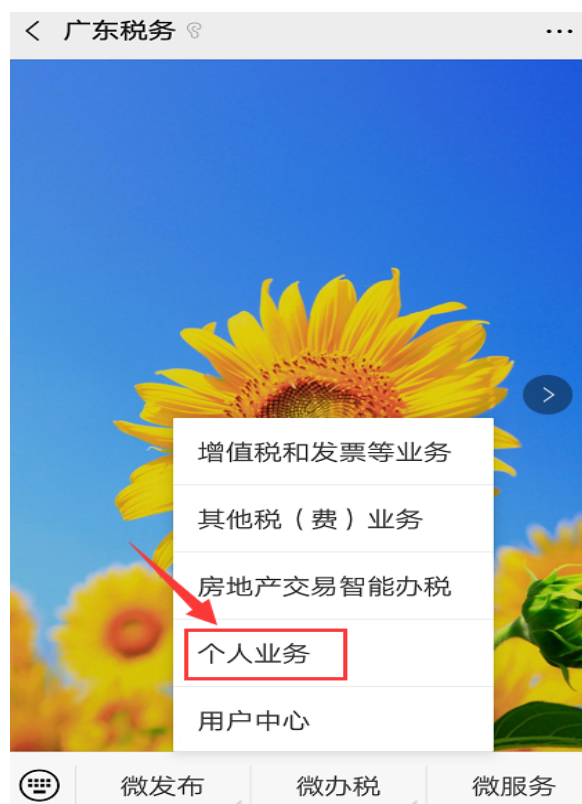 广东税务
增值税和发票等业务
其他税（费）业务
房地产交易智能办税
个人业务
用户中心
微发布 微办税 微服务